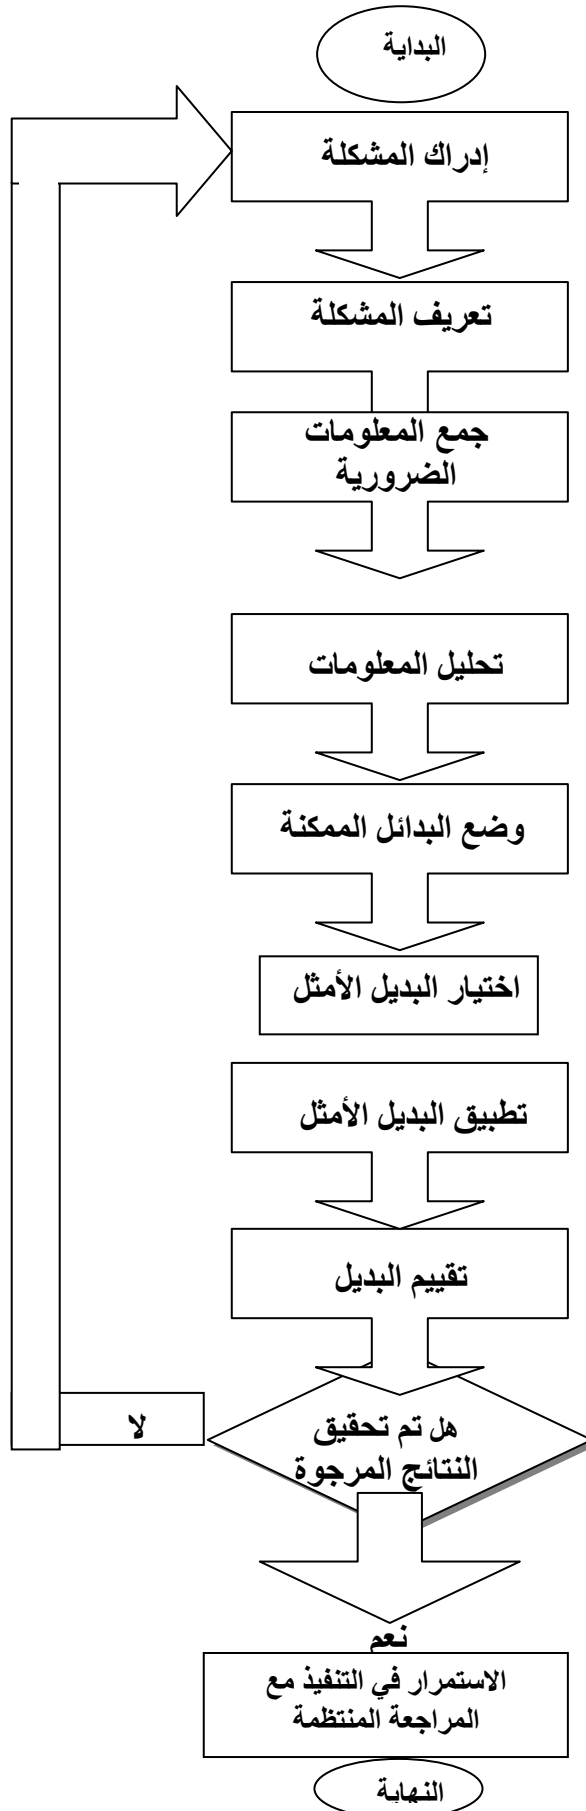 البداية
إدراك المشكلة
تعريف المشكلة
جمع المعلومات
الضرورية
تحليل المعلومات
وضع البدائل الممكنة
اختيار البديل الأمثل
تطبيق البديل الأمثل
تقييم البديل
هل تم تحقيق
النتائج المرجوة
لا
نعم
الاستمرار في التنفيذ مع
المراجعة المنتظمة
النهاية